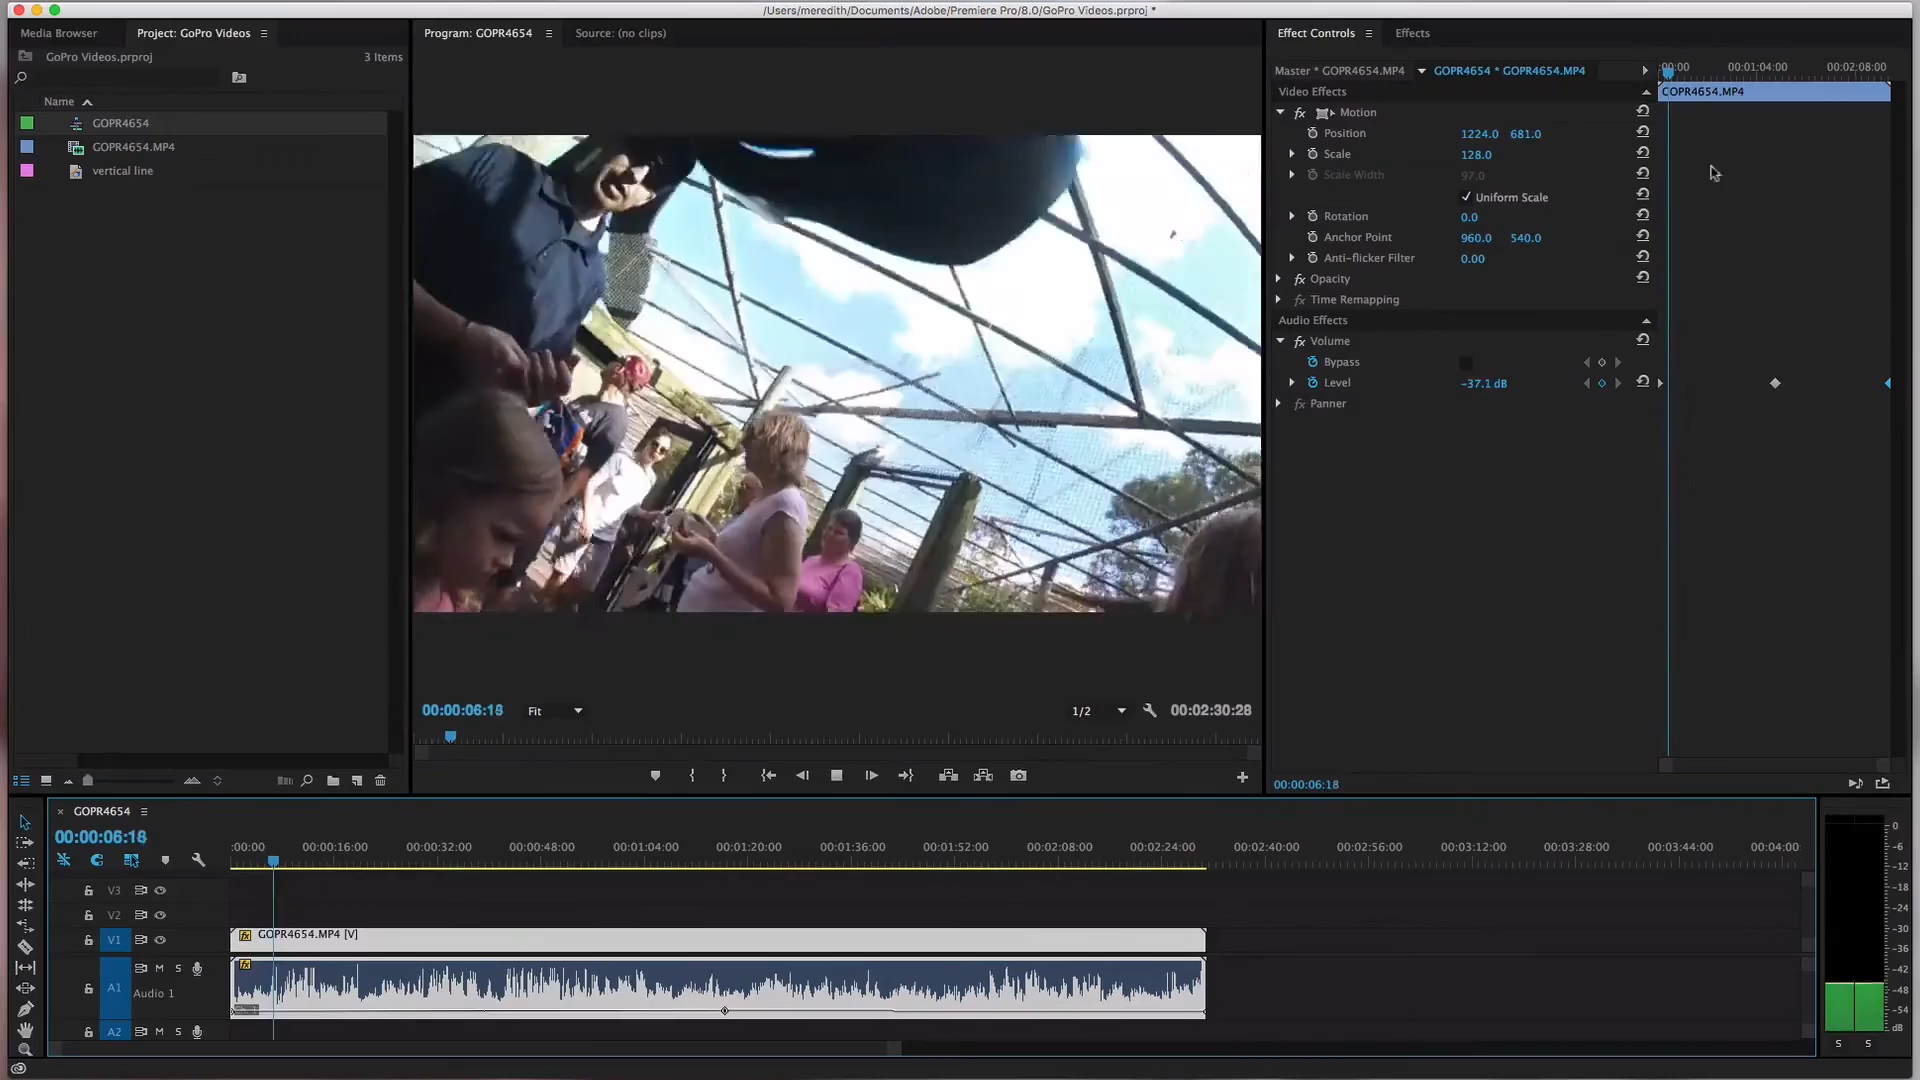 /Users/meredith/Documents/Adobe/Premiere Pro/8.0/GoPro Videos.prproj *
Media Browser
Project: GoPro Videos
GoPro Videos.prproj
3 Items
Name
GOPR4654
GOPR4654.MP4
vertical line
Program: GOPR4654
Source: (no clips)
00:00:06:18
Fit
1/2
00:02:30:28
Effect Controls
Effects
Master * GOPR4654.MP4
GOPR4654 * GOPR4654.MP4
:00:00
00:01:04:00
00:02:08:00
Video Effects
GOPR4654.MP4
Motion
Position 1224.0 681.0
Scale 128.0
Scale Width 97.0
Uniform Scale
Rotation 0.0
Anchor Point 960.0 540.0
Anti-flicker Filter 0.00
fx Opacity
fx Time Remapping
Audio Effects
fx Volume
Bypass
Level -37.1 dB
fx Panner
00:00:06:18
GOPR4654
00:00:06:18
:00:00 00:00:16:00 00:00:32:00 00:00:48:00 00:01:04:00 00:01:20:00 00:01:36:00 00:01:52:00 00:02:08:00 00:02:24:00 00:02:40:00 00:02:56:00 00:03:12:00 00:03:28:00 00:03:44:00 00:04:00:
V3
V2
V1
fx GOPR4654.MP4 [V]
A1 M S
fx
Audio 1
A2 M S
0
-6
-12
-18
-24
-30
-36
-42
-48
-54
dB
S S